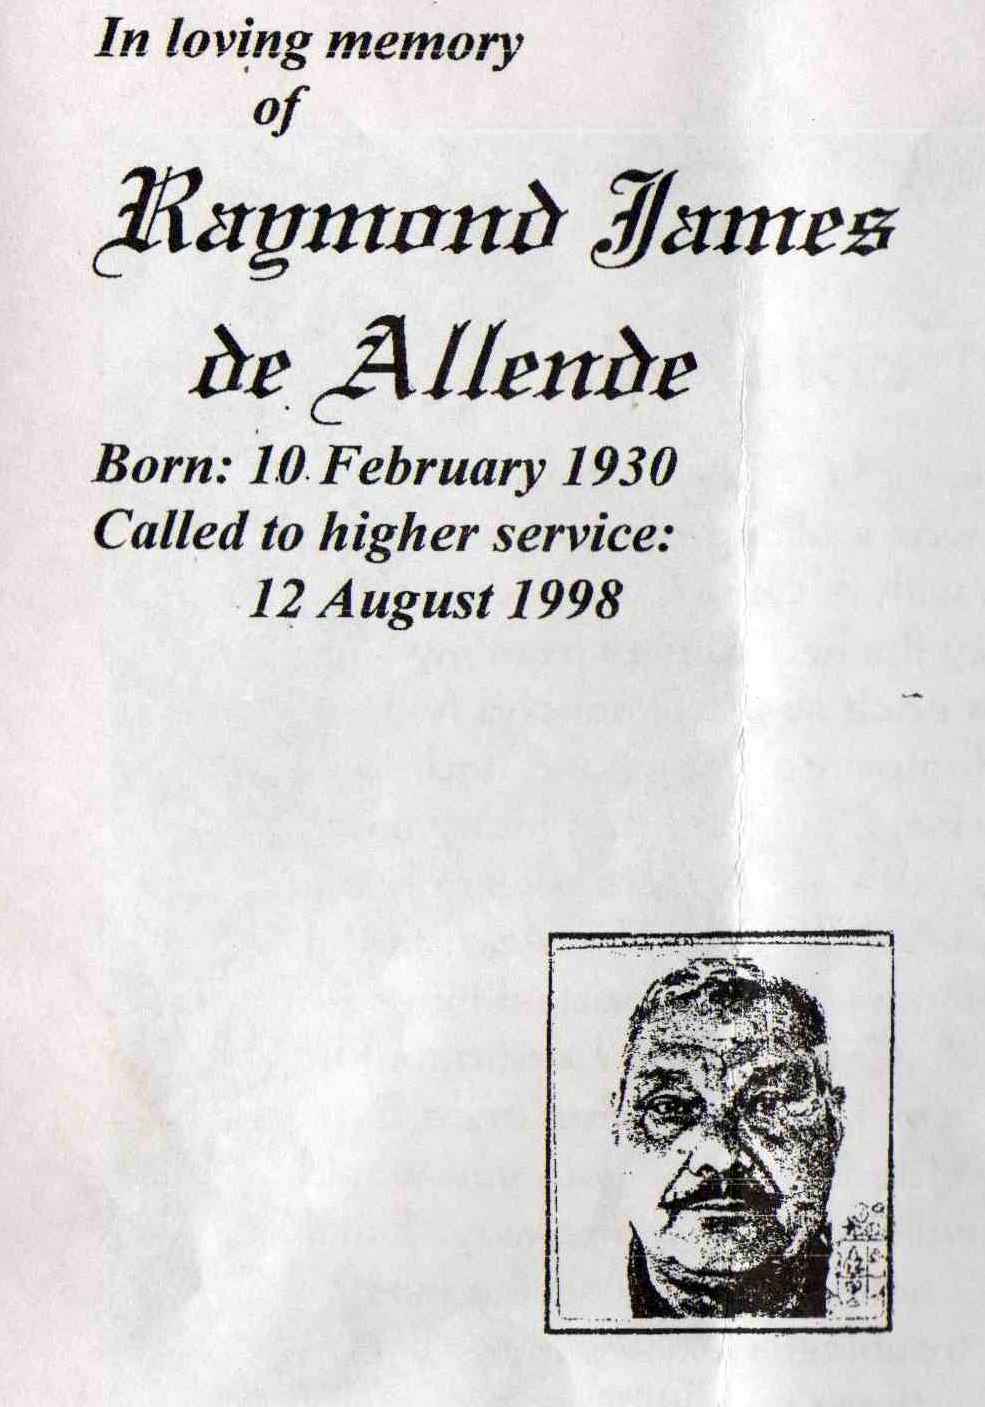 In loving memory
of
Raymond James
de Allende
Born: 10 February 1930
Called to higher service:
12 August 1998